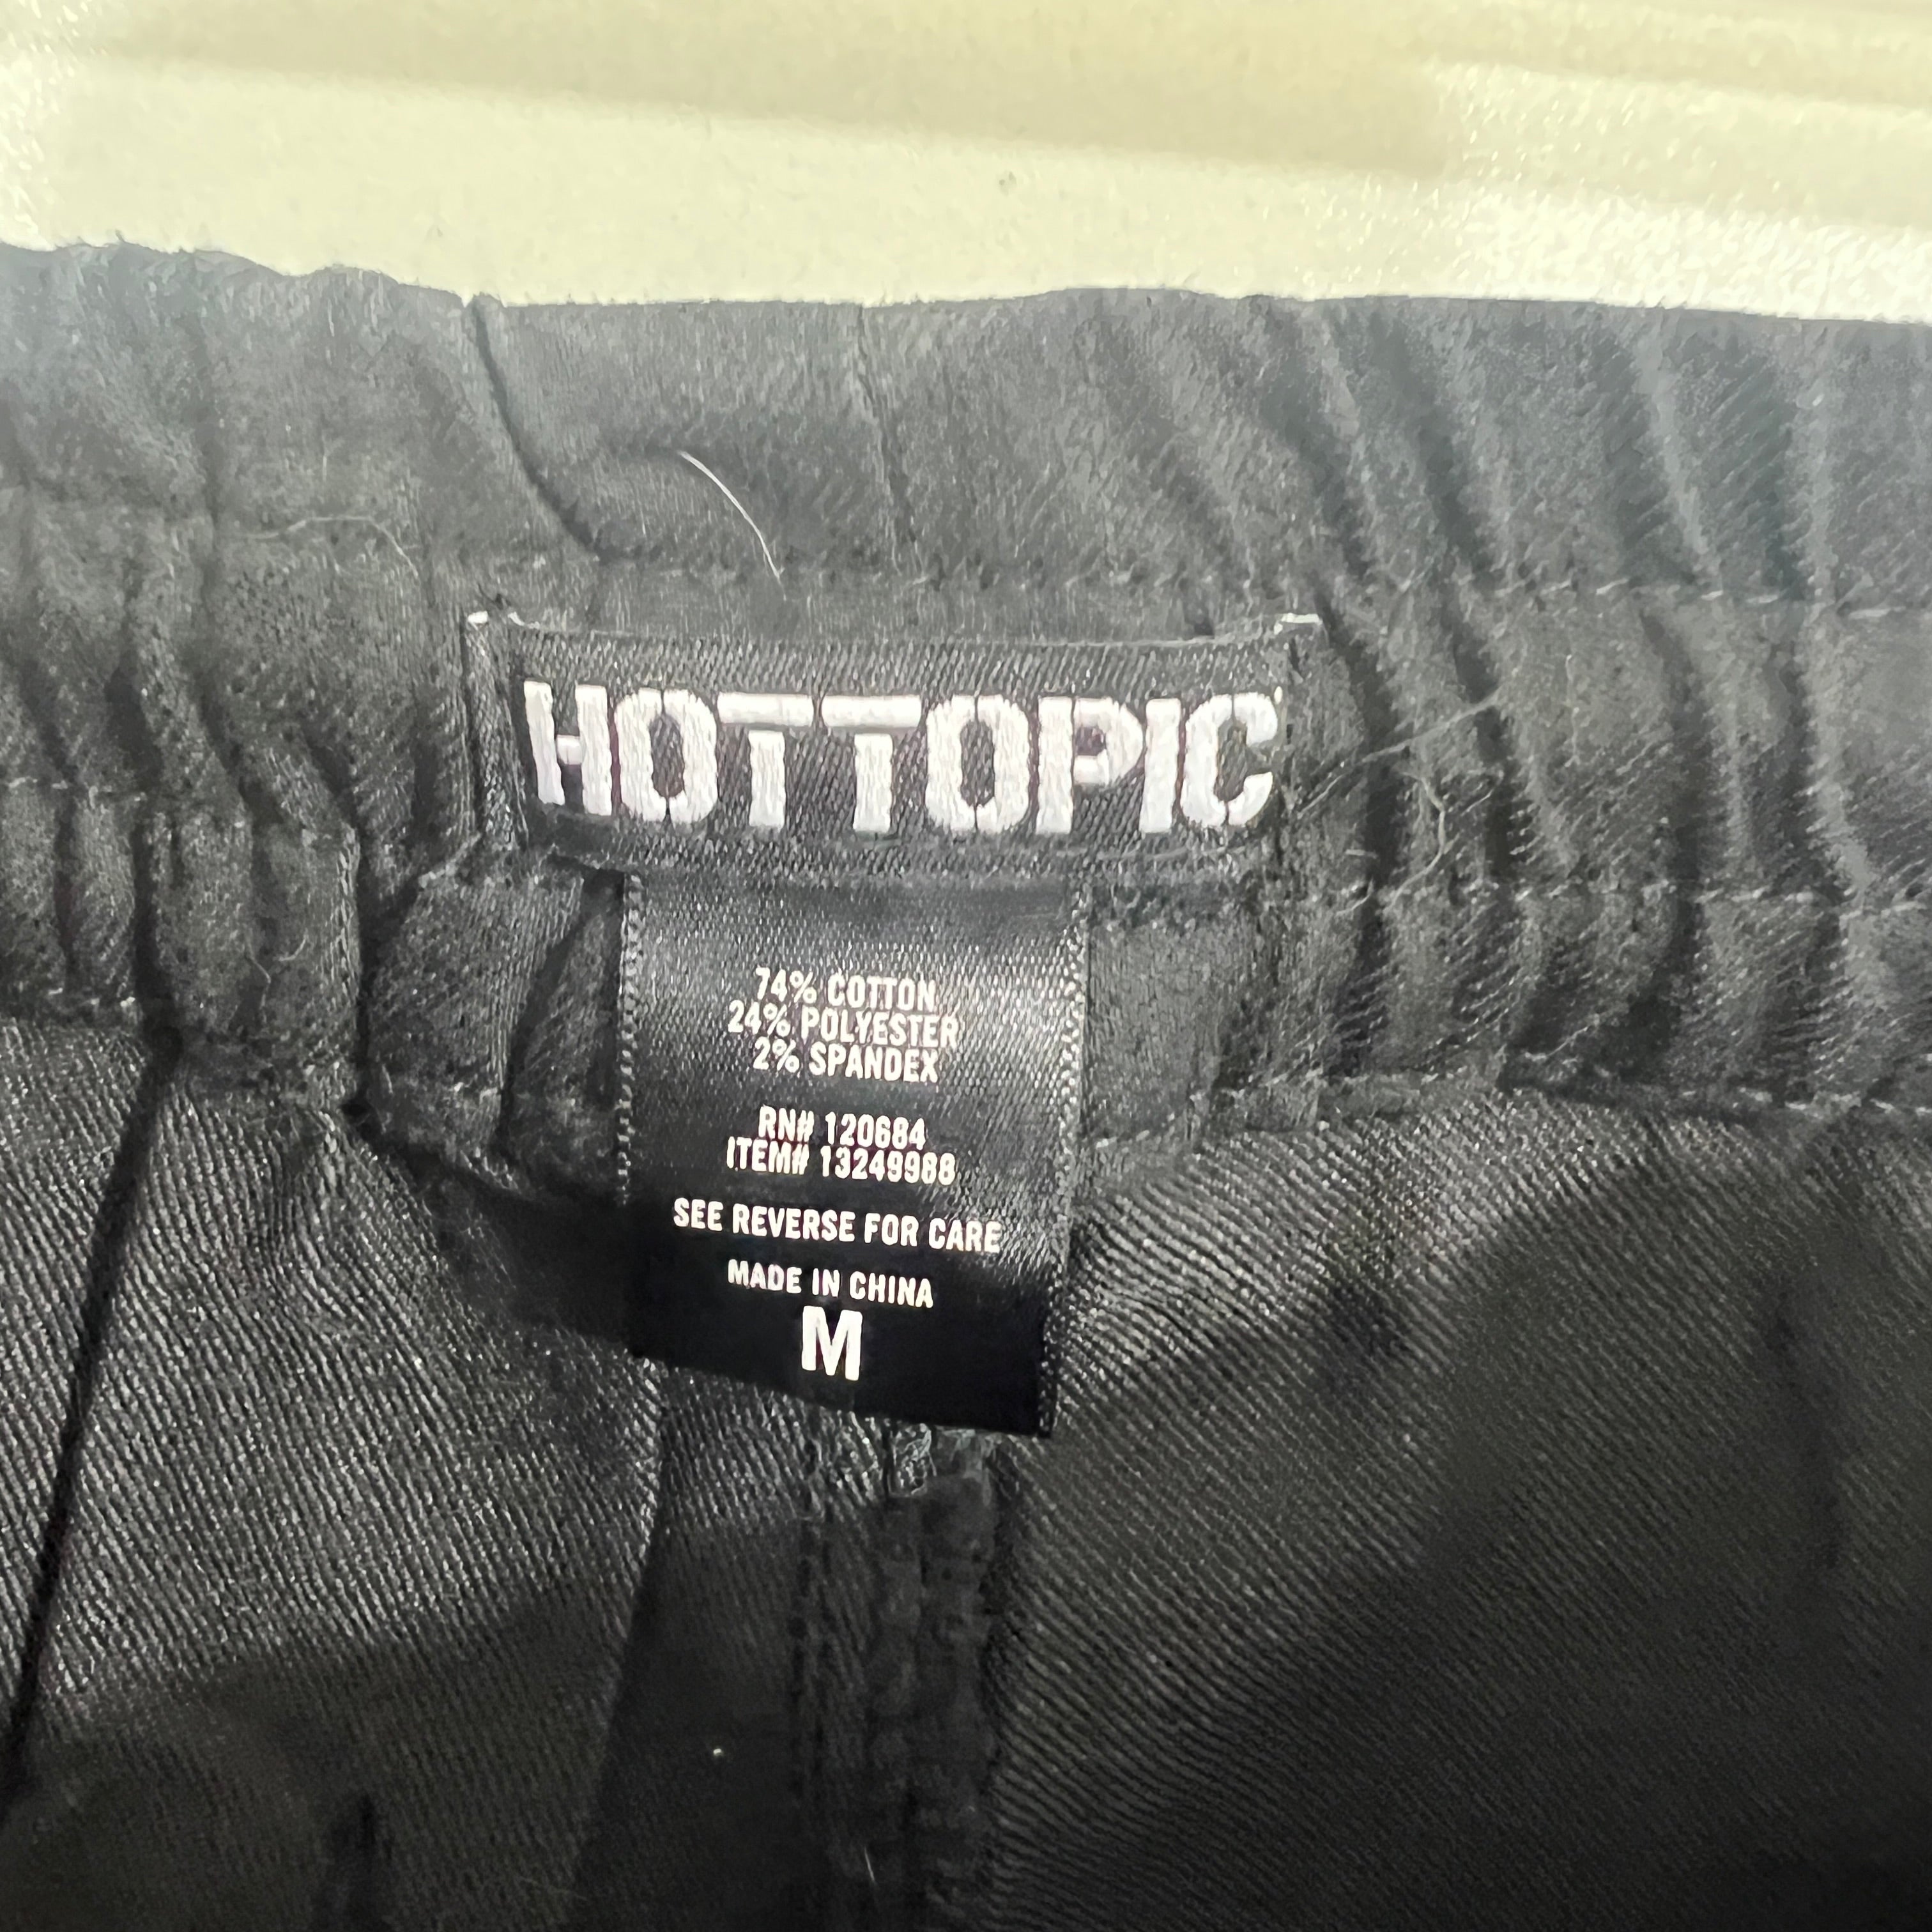 HOTTOPIC
74% COTTON
24% POLYESTER
2% SPANDEX
RN# 120684
ITEM# 13249988
SEE REVERSE FOR CARE
MADE IN CHINA
M